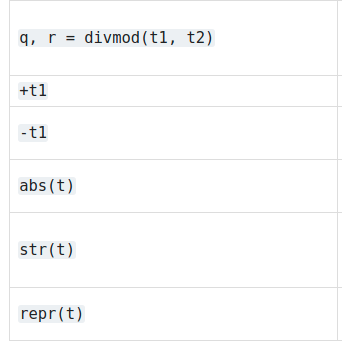 q, r = divmod(t1, t2)
+t1
-t1
abs(t)
str(t)
repr(t)